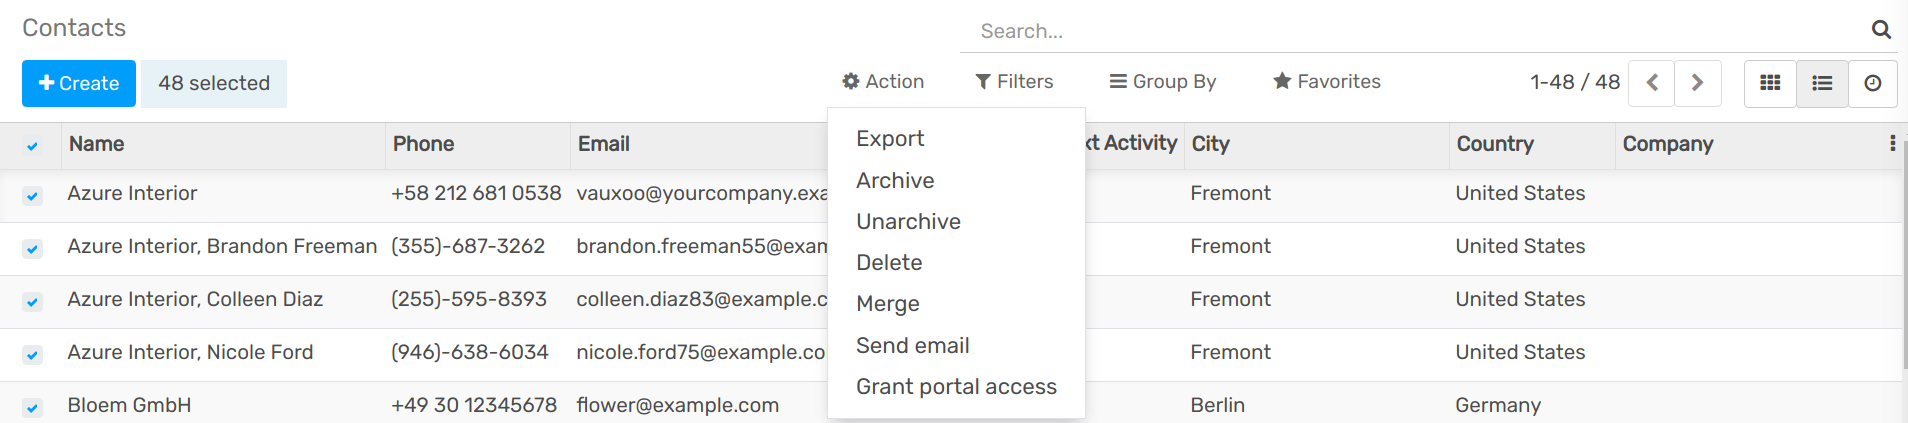 Contacts
Search...
Create 48 selected Action Filters Group By Favorites 1-48 / 48
Name Phone Email Activity City Country Company
Export
Archive
Unarchive
Delete
Merge
Send email
Grant portal access
Azure Interior +58 212 681 0538 vauxoo@yourcompany.exa Fremont United States
Azure Interior, Brandon Freeman (355)-687-3262 brandon.freeman55@exam Fremont United States
Azure Interior, Colleen Diaz (255)-595-8393 colleen.diaz83@example.c Fremont United States
Azure Interior, Nicole Ford (946)-638-6034 nicole.ford75@example.co Fremont United States
Bloem GmbH +49 30 12345678 flower@example.com Berlin Germany